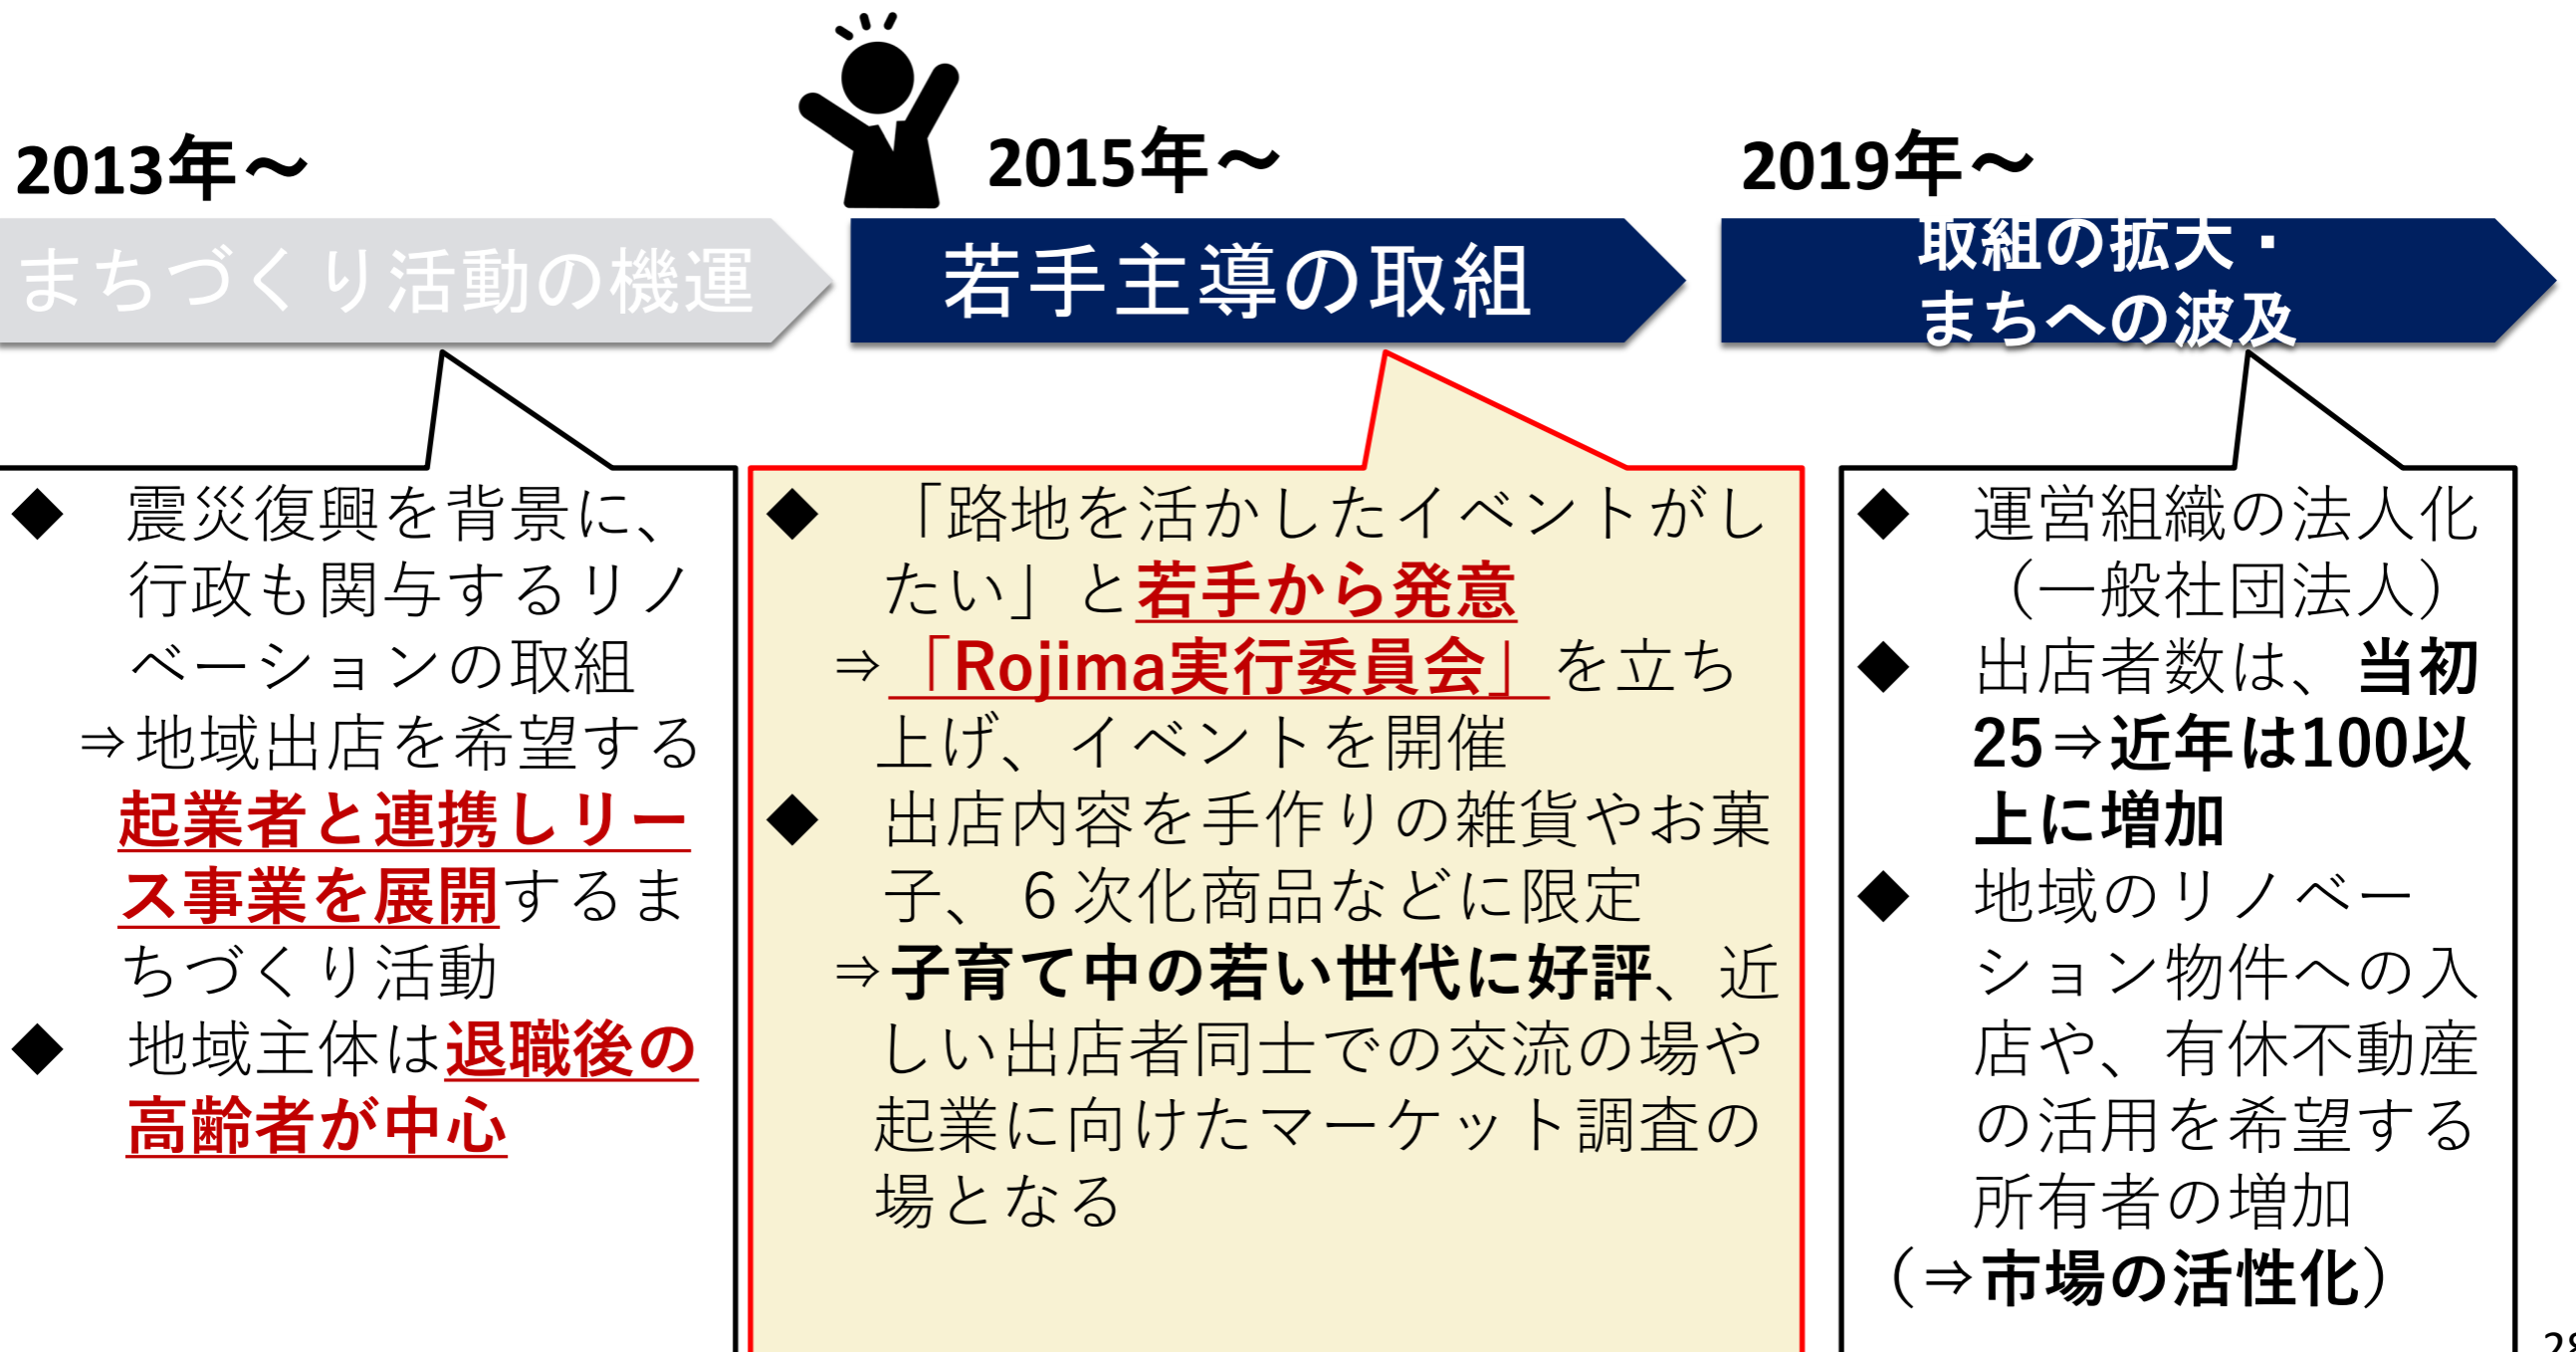 2013年～
まちづくり活動の機運
◆ 震災復興を背景に、
行政も関与するリノ
ベーションの取組
⇒地域出店を希望する
起業者と連携しリー
ス事業を展開するま
ちづくり活動
◆ 地域主体は退職後の
高齢者が中心
2015年～
若手主導の取組
◆ 「路地を活かしたイベントがし
たい」と若手から発意
⇒「Rojima実行委員会」を立ち
上げ、イベントを開催
◆ 出店内容を手作りの雑貨やお菓
子、６次化商品などに限定
⇒子育て中の若い世代に好評、近
しい出店者同士での交流の場や
起業に向けたマーケット調査の
場となる
2019年～
取組の拡大・
まちへの波及
◆ 運営組織の法人化
（一般社団法人）
◆ 出店者数は、当初
25⇒近年は100以
上に増加
◆ 地域のリノベー
ション物件への入
店や、有休不動産
の活用を希望する
所有者の増加
（⇒市場の活性化）
28